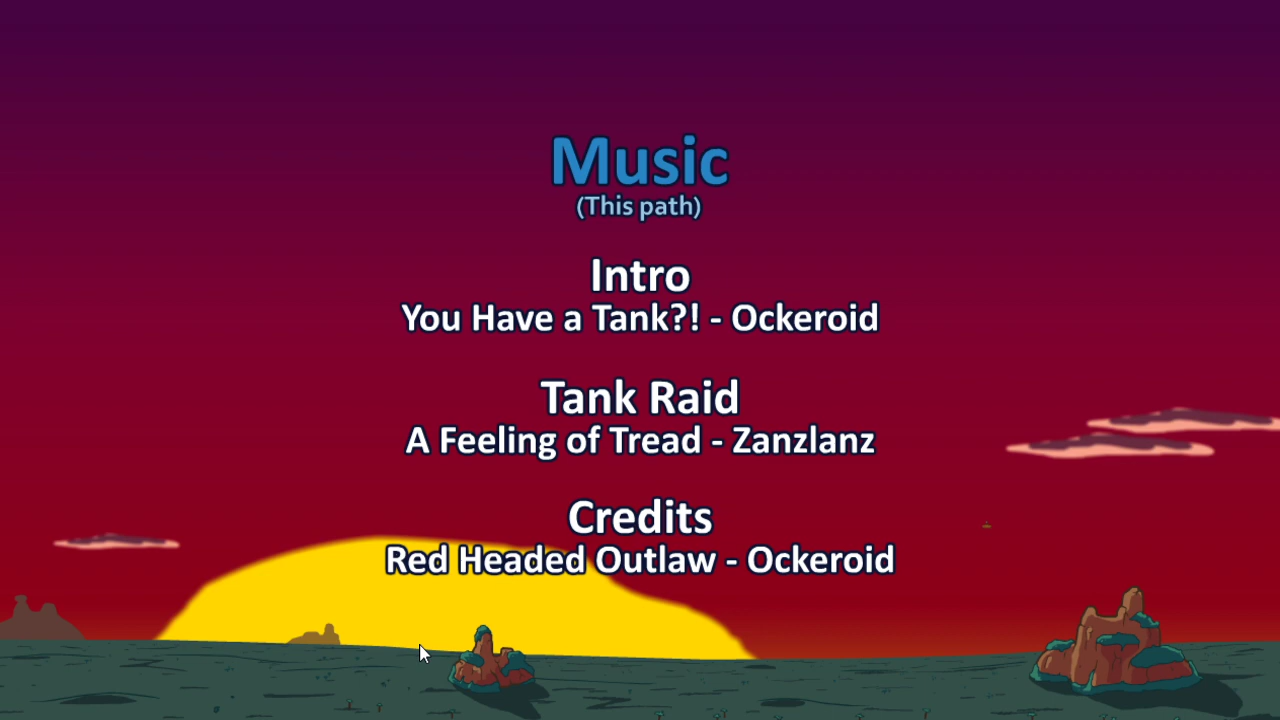 Music
(This path)
Intro
You Have a Tank?! - Ockeroid
Tank Raid
A Feeling of Tread - Zanzlanz
Credits
Red Headed Outlaw - Ockeroid